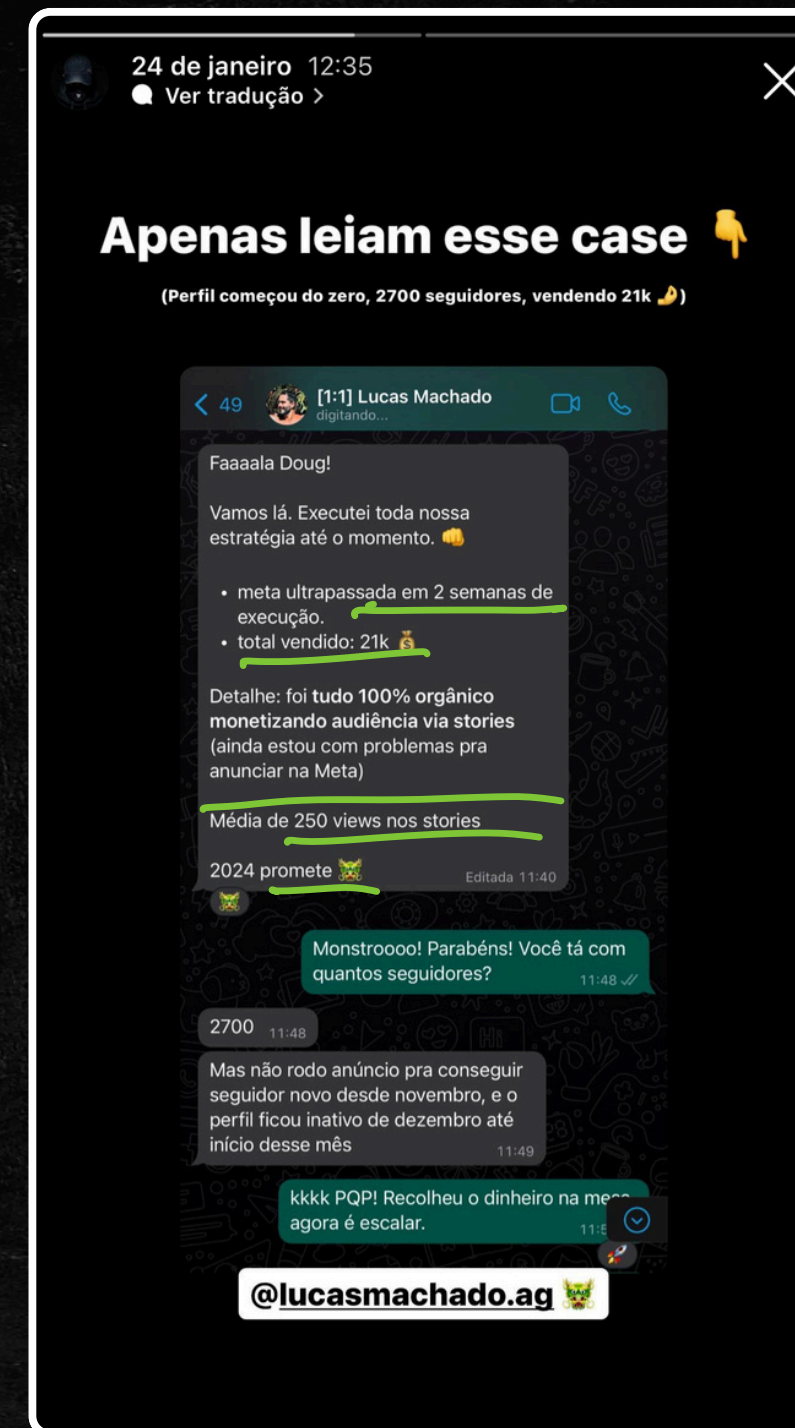 24 de janeiro 12:35
Ver tradução >
Apenas leiam esse case 👇
(Perfil começou do zero, 2700 seguidores, vendendo 21k 🤌)
49
[1:1] Lucas Machado
digitando...
Faaaala Doug!
Vamos lá. Executei toda nossa
estratégia até o momento. 👊
• meta ultrapassada em 2 semanas de
execução.
• total vendido: 21k 💰
Detalhe: foi tudo 100% orgânico
monetizando audiência via stories
(ainda estou com problemas pra
anunciar na Meta)
Média de 250 views nos stories
2024 promete 🐲
Editada 11:40
Monstroooo! Parabéns! Você tá com
quantos seguidores?
11:48
2700 11:48
Mas não rodo anúncio pra conseguir
seguidor novo desde novembro, e o
perfil ficou inativo de dezembro até
início desse mês
11:49
kkkk PQP! Recolheu o dinheiro na
agora é escalar.
@lucasmachado.ag 🐲